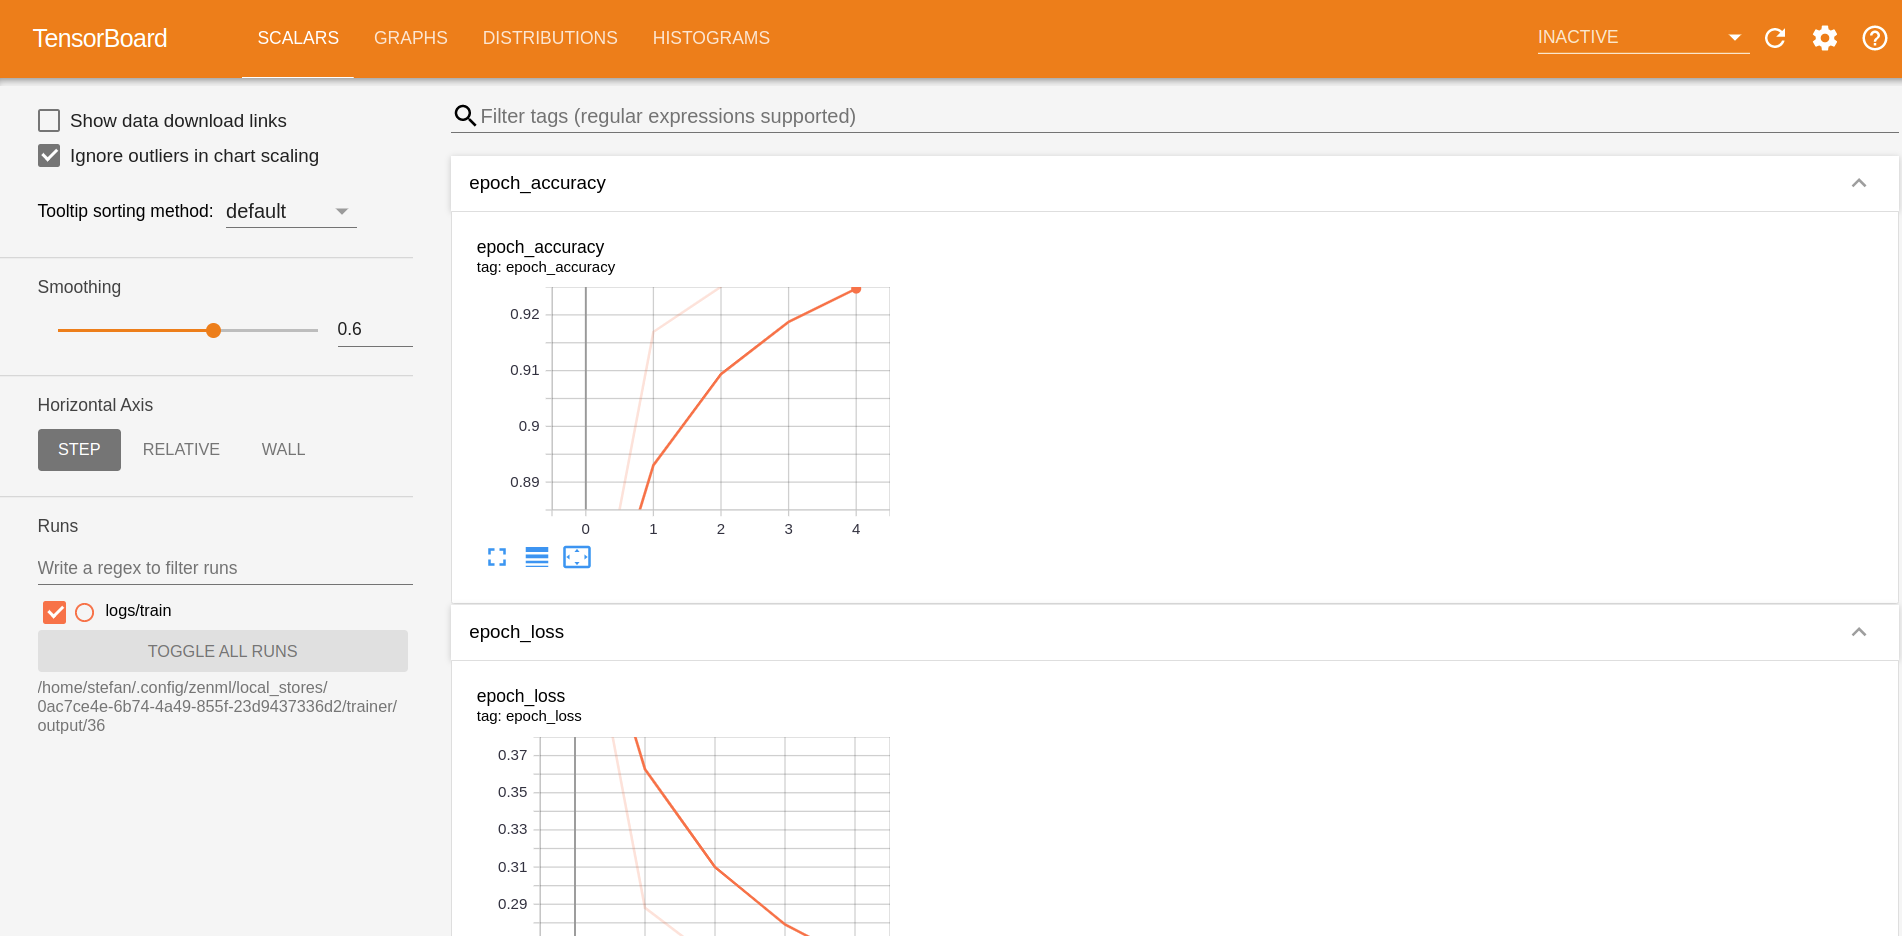 TensorBoard
SCALARS GRAPHS DISTRIBUTIONS HISTOGRAMS
INACTIVE
Show data download links
Ignore outliers in chart scaling
Tooltip sorting method: default
Smoothing
0.6
Horizontal Axis
STEP RELATIVE WALL
Runs
Write a regex to filter runs
logs/train
TOGGLE ALL RUNS
/home/stefan/.config/zenml/local_stores/
0ac7ce4e-6b74-4a49-855f-23d9437336d2/trainer/
output/36
Filter tags (regular expressions supported)
epoch_accuracy
epoch_accuracy
tag: epoch_accuracy
0.92
0.91
0.9
0.89
0 1 2 3 4
epoch_loss
epoch_loss
tag: epoch_loss
0.37
0.35
0.33
0.31
0.29